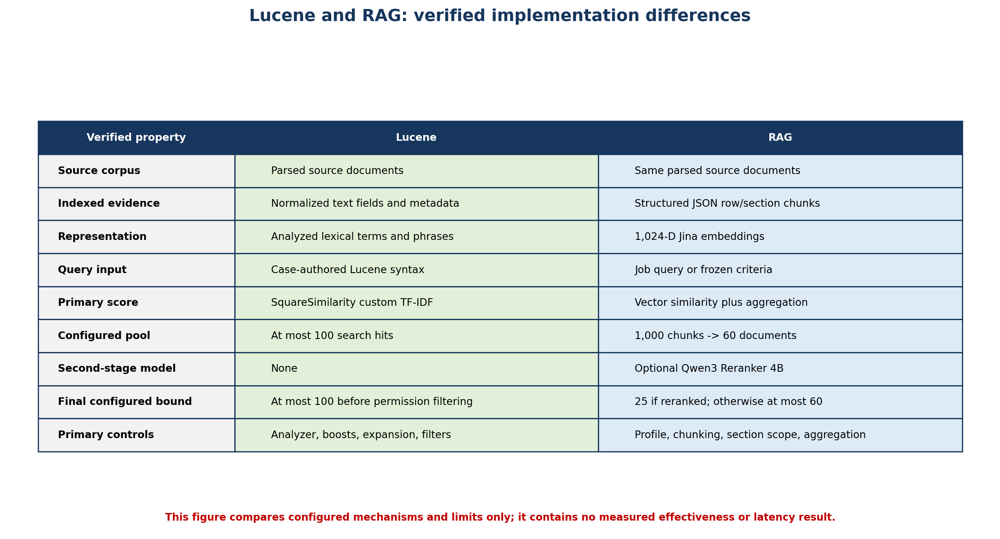 Lucene and RAG: verified implementation differences
Verified property Lucene RAG
Source corpus Parsed source documents Same parsed source documents
Indexed evidence Normalized text fields and metadata Structured JSON row/section chunks
Representation Analyzed lexical terms and phrases 1,024-D Jina embeddings
Query input Case-authored Lucene syntax Job query or frozen criteria
Primary score SquareSimilarity custom TF-IDF Vector similarity plus aggregation
Configured pool At most 100 search hits 1,000 chunks -> 60 documents
Second-stage model None Optional Qwen3 Reranker 4B
Final configured bound At most 100 before permission filtering 25 if reranked; otherwise at most 60
Primary controls Analyzer, boosts, expansion, filters Profile, chunking, section scope, aggregation
This figure compares configured mechanisms and limits only; it contains no measured effectiveness or latency result.